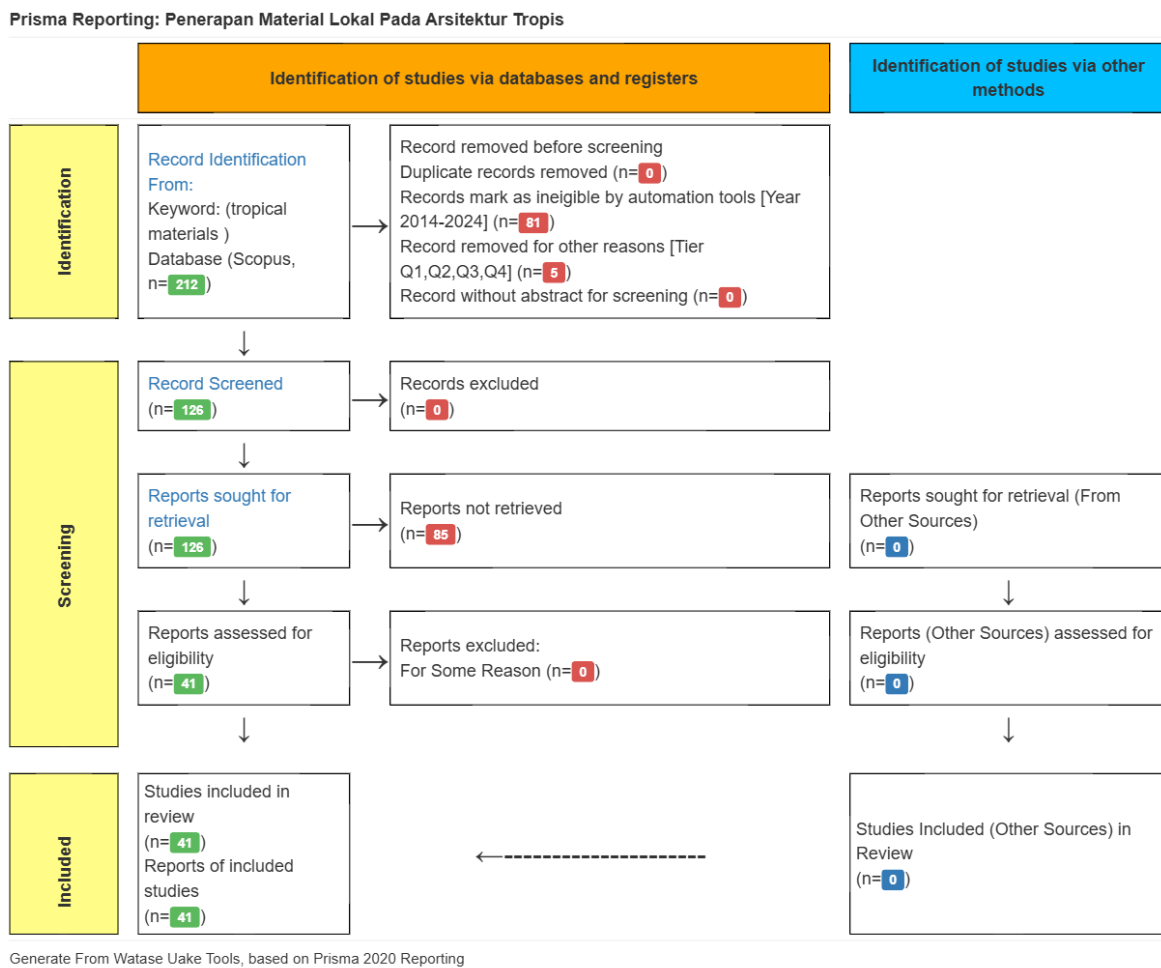 Prisma Reporting: Penerapan Material Lokal Pada Arsitektur Tropis
Identification of studies via databases and registers
Identification of studies via other
methods
Identification
Record Identification
From:
Keyword: (tropical
materials )
Database (Scopus,
n= 212 )
Record removed before screening
Duplicate records removed (n= 0 )
Records mark as ineigible by automation tools [Year
2014-2024] (n= 81 )
Record removed for other reasons [Tier
Q1,Q2,Q3,Q4] (n= 5 )
Record without abstract for screening (n= 0 )
Screening
Record Screened
(n= 126 )
Records excluded
(n= 0 )
Reports sought for
retrieval
(n= 126 )
Reports not retrieved
(n= 85 )
Reports sought for retrieval (From
Other Sources)
(n= 0 )
Reports assessed for
eligibility
(n= 41 )
Reports excluded:
For Some Reason (n= 0 )
Reports (Other Sources) assessed for
eligibility
(n= 0 )
Included
Studies included in
review
(n= 41 )
Reports of included
studies
(n= 41 )
Studies Included (Other Sources) in
Review
(n= 0 )
Generate From Watase Uake Tools, based on Prisma 2020 Reporting